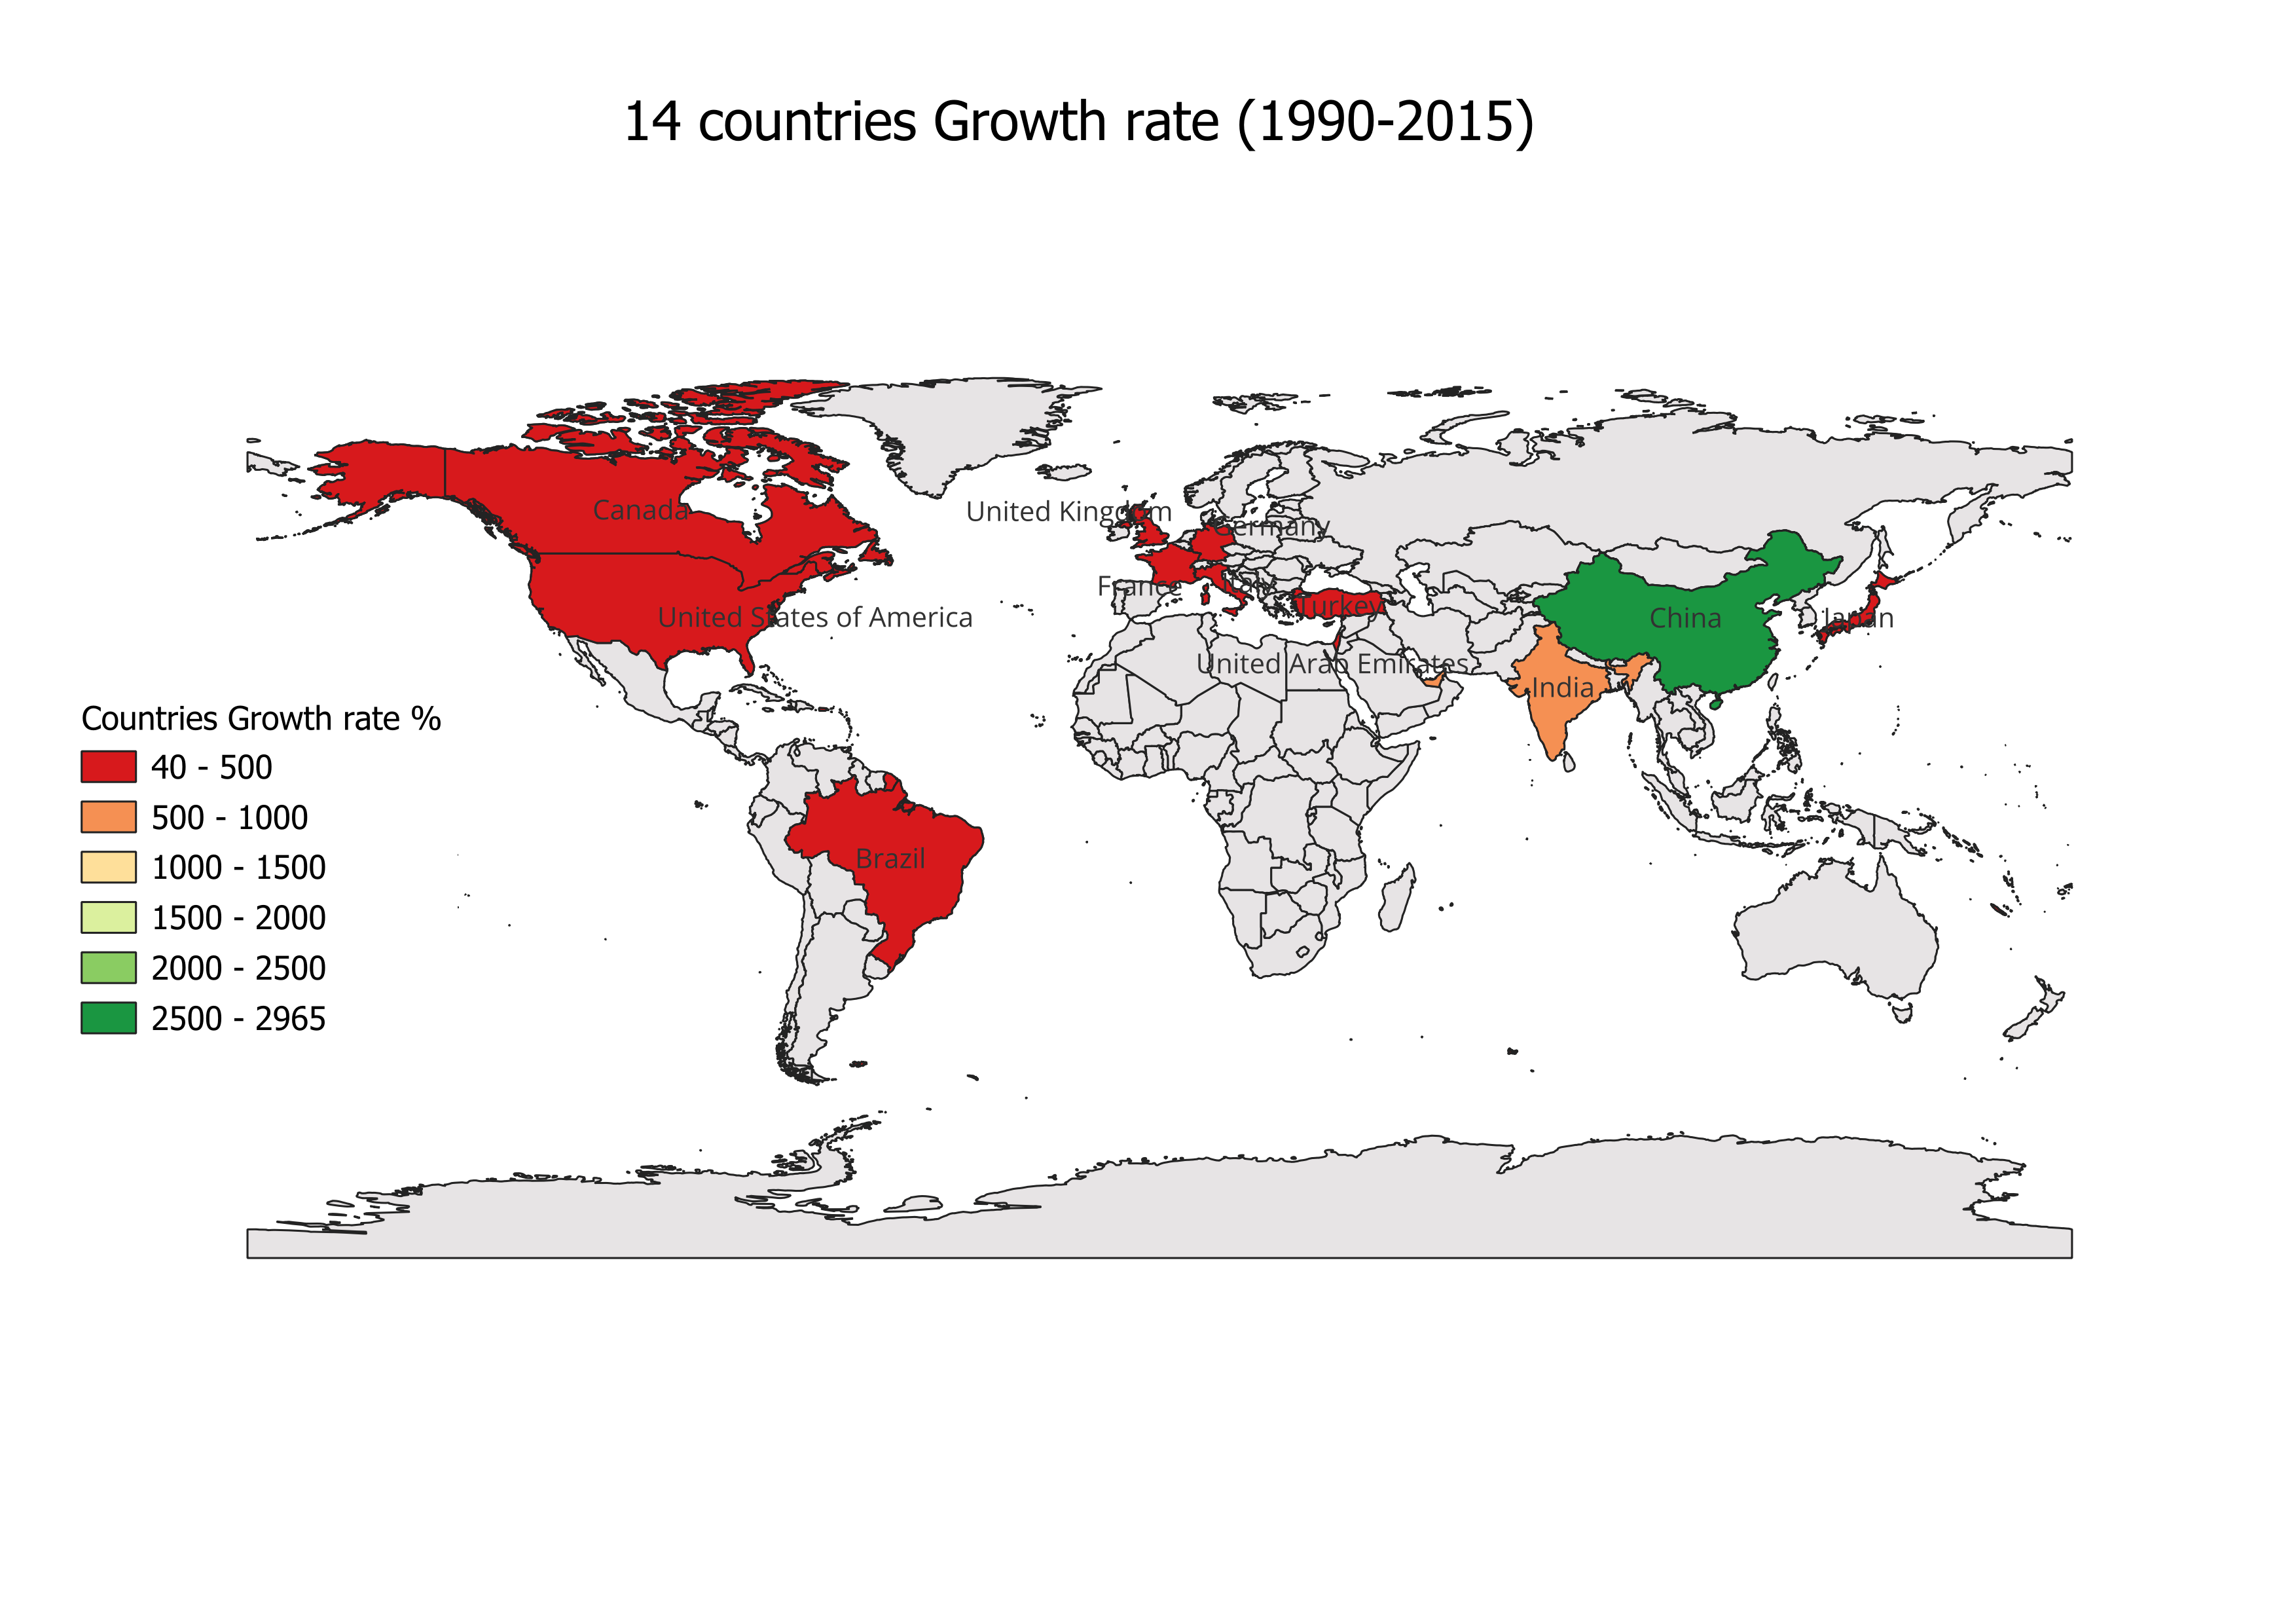 14 countries Growth rate (1990-2015)
Canada
United Kingdom
Germany
France
Italy
Turkey
United States of America
China
Japan
United Arab Emirates
India
Brazil
Countries Growth rate %
40 - 500
500 - 1000
1000 - 1500
1500 - 2000
2000 - 2500
2500 - 2965